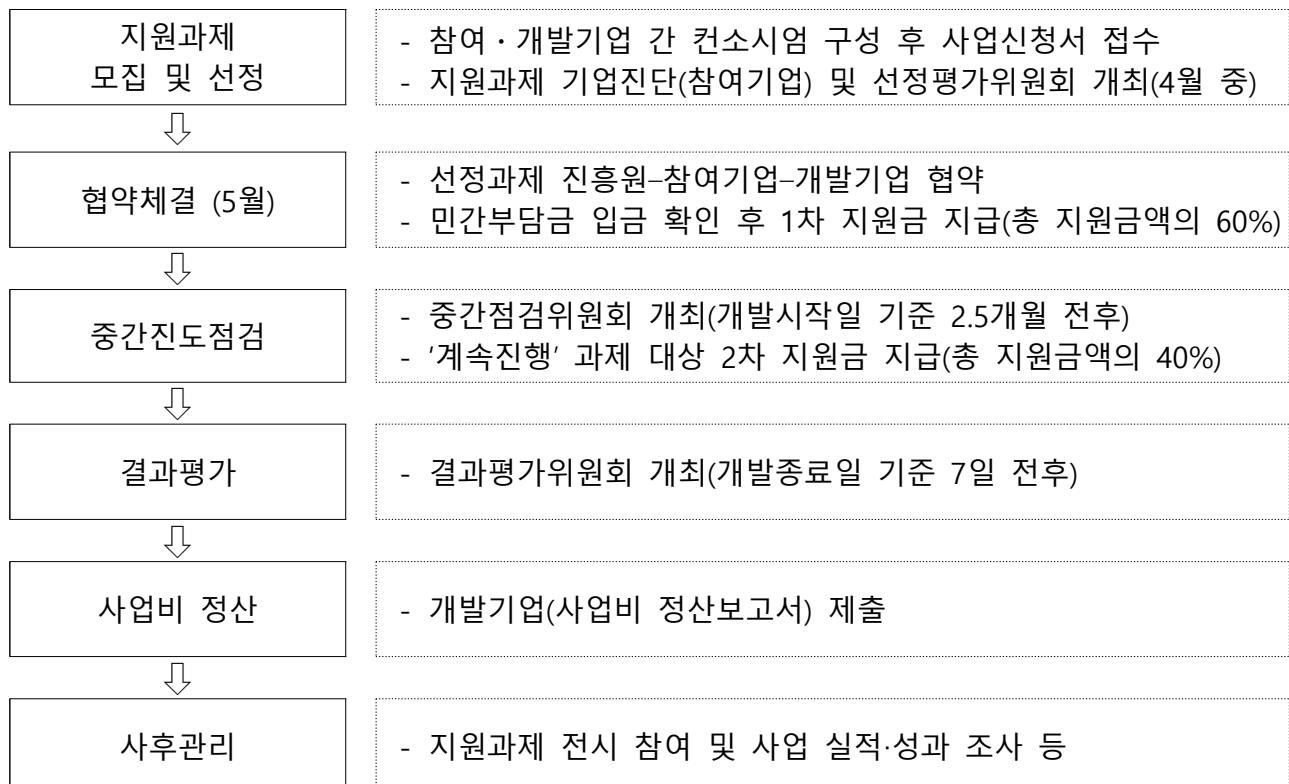 지원과제
모집 및 선정
- 참여·개발기업 간 컨소시엄 구성 후 사업신청서 접수
- 지원과제 기업진단(참여기업) 및 선정평가위원회 개최(4월 중)
협약체결 (5월)
- 선정과제 진흥원–참여기업–개발기업 협약
- 민간부담금 입금 확인 후 1차 지원금 지급(총 지원금액의 60%)
중간진도점검
- 중간점검위원회 개최(개발시작일 기준 2.5개월 전후)
- '계속진행' 과제 대상 2차 지원금 지급(총 지원금액의 40%)
결과평가
- 결과평가위원회 개최(개발종료일 기준 7일 전후)
사업비 정산
- 개발기업(사업비 정산보고서) 제출
사후관리
- 지원과제 전시 참여 및 사업 실적·성과 조사 등